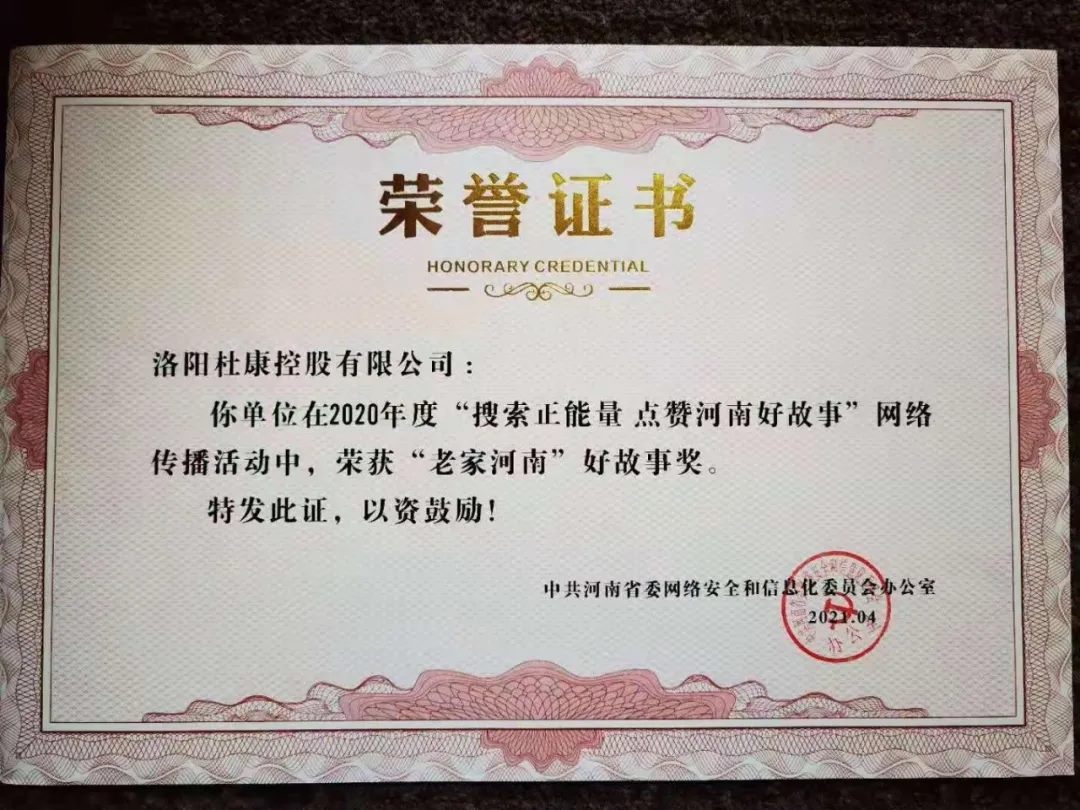 荣誉证书
HONORARY CREDENTIAL
洛阳杜康控股有限公司：
你单位在2020年度“搜索正能量 点赞河南好故事”网络
传播活动中，荣获“老家河南”好故事奖。
特发此证，以资鼓励！
中共河南省委网络安全和信息化委员会办公室
2021.04